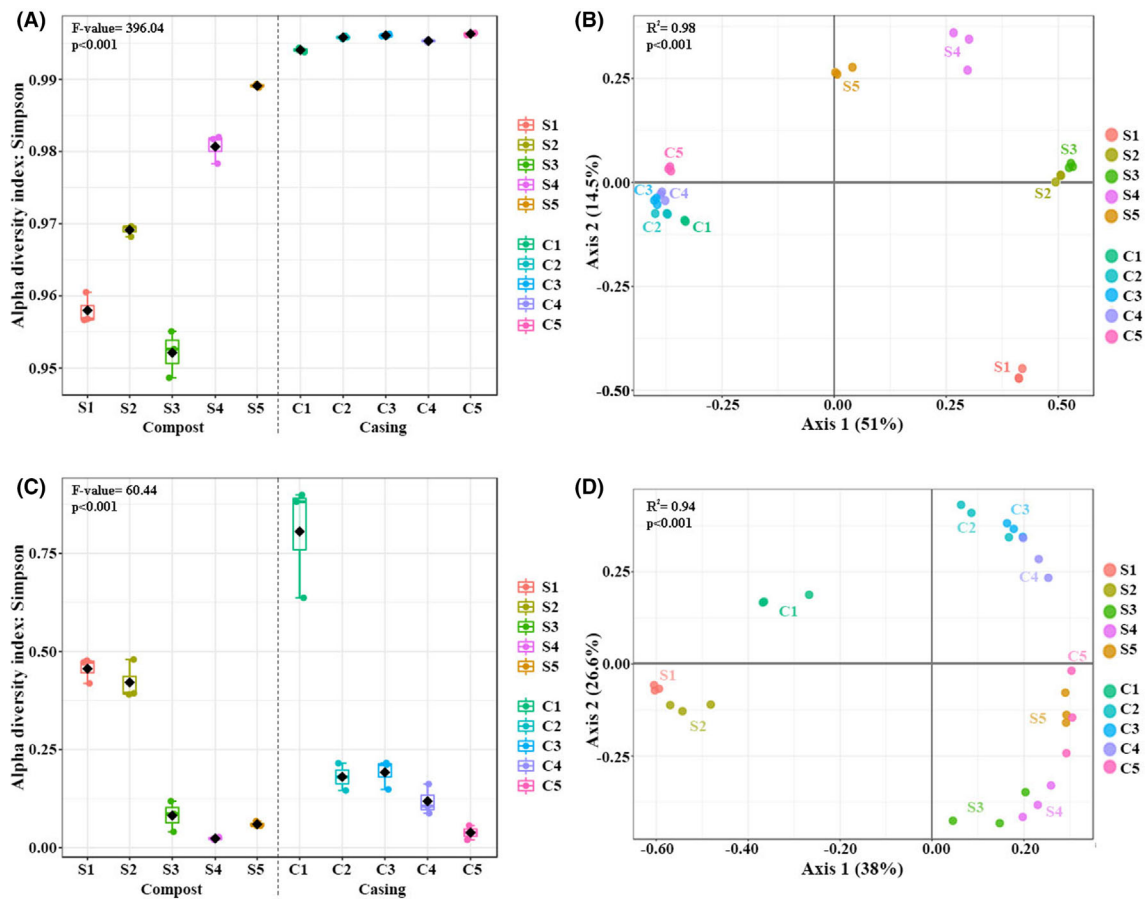 (A)
F-value= 396.04
p<0.001
Alpha diversity index: Simpson
0.99
0.98
0.97
0.96
0.95
S1 S2 S3 S4 S5 C1 C2 C3 C4 C5
Compost Casing
S1
S2
S3
S4
S5
C1
C2
C3
C4
C5
(B)
R²= 0.98
p<0.001
Axis 2 (14.5%)
0.25
0.00
-0.25
-0.50
S4
S5
C5
S3
C3
C4
S2
C2
C1
S1
-0.25 0.00 0.25 0.50
Axis 1 (51%)
S1
S2
S3
S4
S5
C1
C2
C3
C4
C5
(C)
F-value= 60.44
p<0.001
Alpha diversity index: Simpson
0.75
0.50
0.25
0.00
S1 S2 S3 S4 S5 C1 C2 C3 C4 C5
Compost Casing
S1
S2
S3
S4
S5
C1
C2
C3
C4
C5
(D)
R²= 0.94
p<0.001
Axis 2 (26.6%)
0.25
0.00
-0.25
C3
C2
C4
C1
C5
S1
S2
S5
S3
S4
-0.60 -0.40 -0.20 0.00 0.20
Axis 1 (38%)
S1
S2
S3
S4
S5
C1
C2
C3
C4
C5